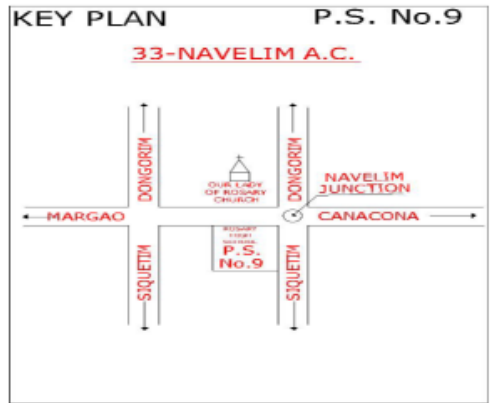 KEY PLAN
P.S. No.9
33-NAVELIM A.C.
DONGORIM
DONGORIM
OUR LADY
OF ROSARY
CHURCH
NAVELIM
JUNCTION
MARGAO
CANACONA
ROSARY
HIGH
SCHOOL
P.S.
No.9
SIQUETIM
SIQUETIM